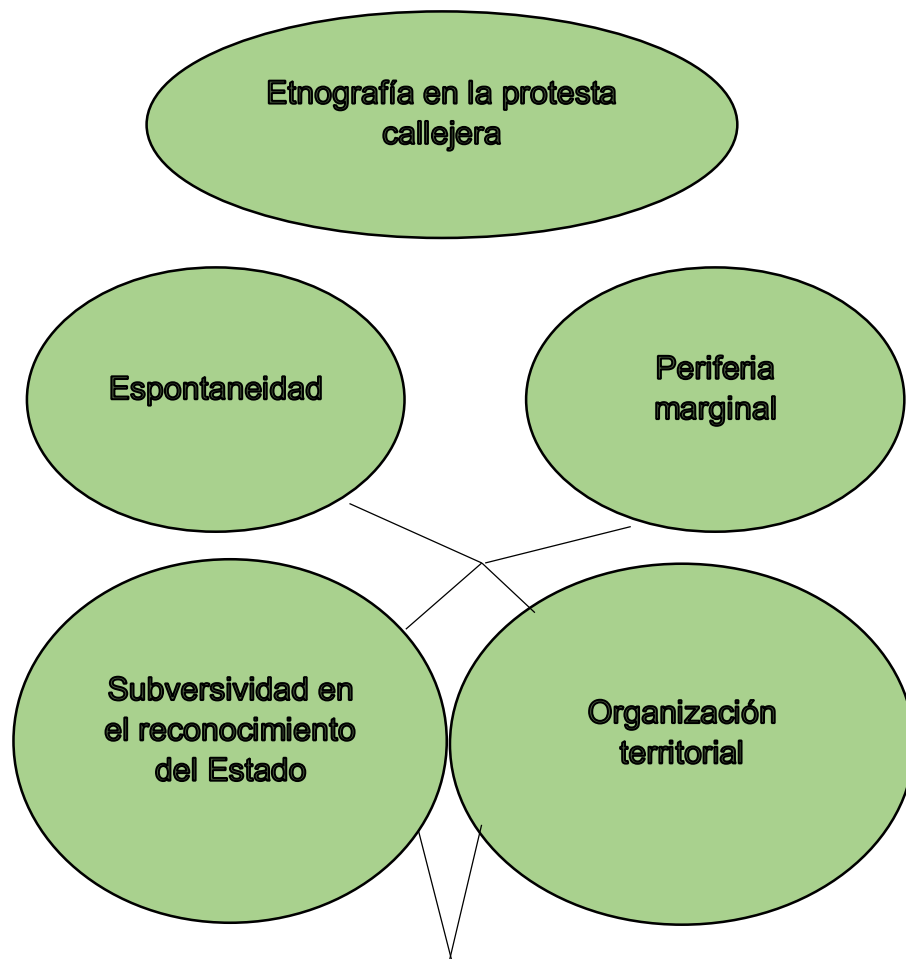 Etnografía en la protesta
callejera
Espontaneidad
Periferia
marginal
Subversividad en
el reconocimiento
del Estado
Organización
territorial